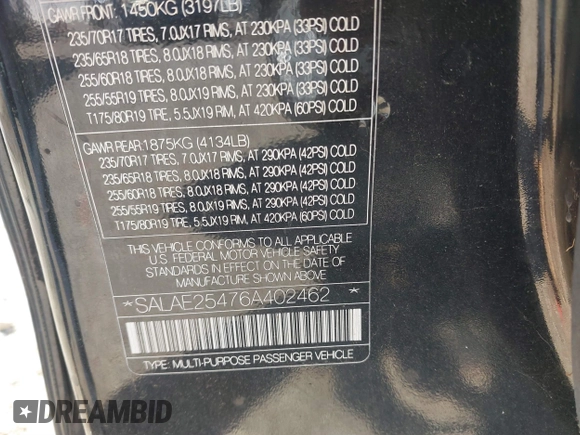 GAWR FRONT: 1450KG (3197LB)
235/70R17 TIRES, 7.0JX17 RIMS, AT 230KPA (33PSI) COLD
235/65R18 TIRES, 8.0JX18 RIMS, AT 230KPA (33PSI) COLD
255/60R18 TIRES, 8.0JX18 RIMS, AT 230KPA (33PSI) COLD
255/55R19 TIRES, 8.0JX19 RIMS, AT 230KPA (33PSI) COLD
T175/80R19 TIRE, 5.5JX19 RIM, AT 420KPA (60PSI) COLD
GAWR REAR: 1875KG (4134LB)
235/70R17 TIRES, 7.0JX17 RIMS, AT 290KPA (42PSI) COLD
235/65R18 TIRES, 8.0JX18 RIMS, AT 290KPA (42PSI) COLD
255/60R18 TIRES, 8.0JX18 RIMS, AT 290KPA (42PSI) COLD
255/55R19 TIRES, 8.0JX19 RIMS, AT 290KPA (42PSI) COLD
T175/80R19 TIRE, 5.5JX19 RIM, AT 420KPA (60PSI) COLD
THIS VEHICLE CONFORMS TO ALL APPLICABLE
U.S. FEDERAL MOTOR VEHICLE SAFETY
STANDARDS IN EFFECT ON THE DATE OF
MANUFACTURE SHOWN ABOVE
*SALAE25476A402462 *
TYPE: MULTI-PURPOSE PASSENGER VEHICLE
DREAMBID